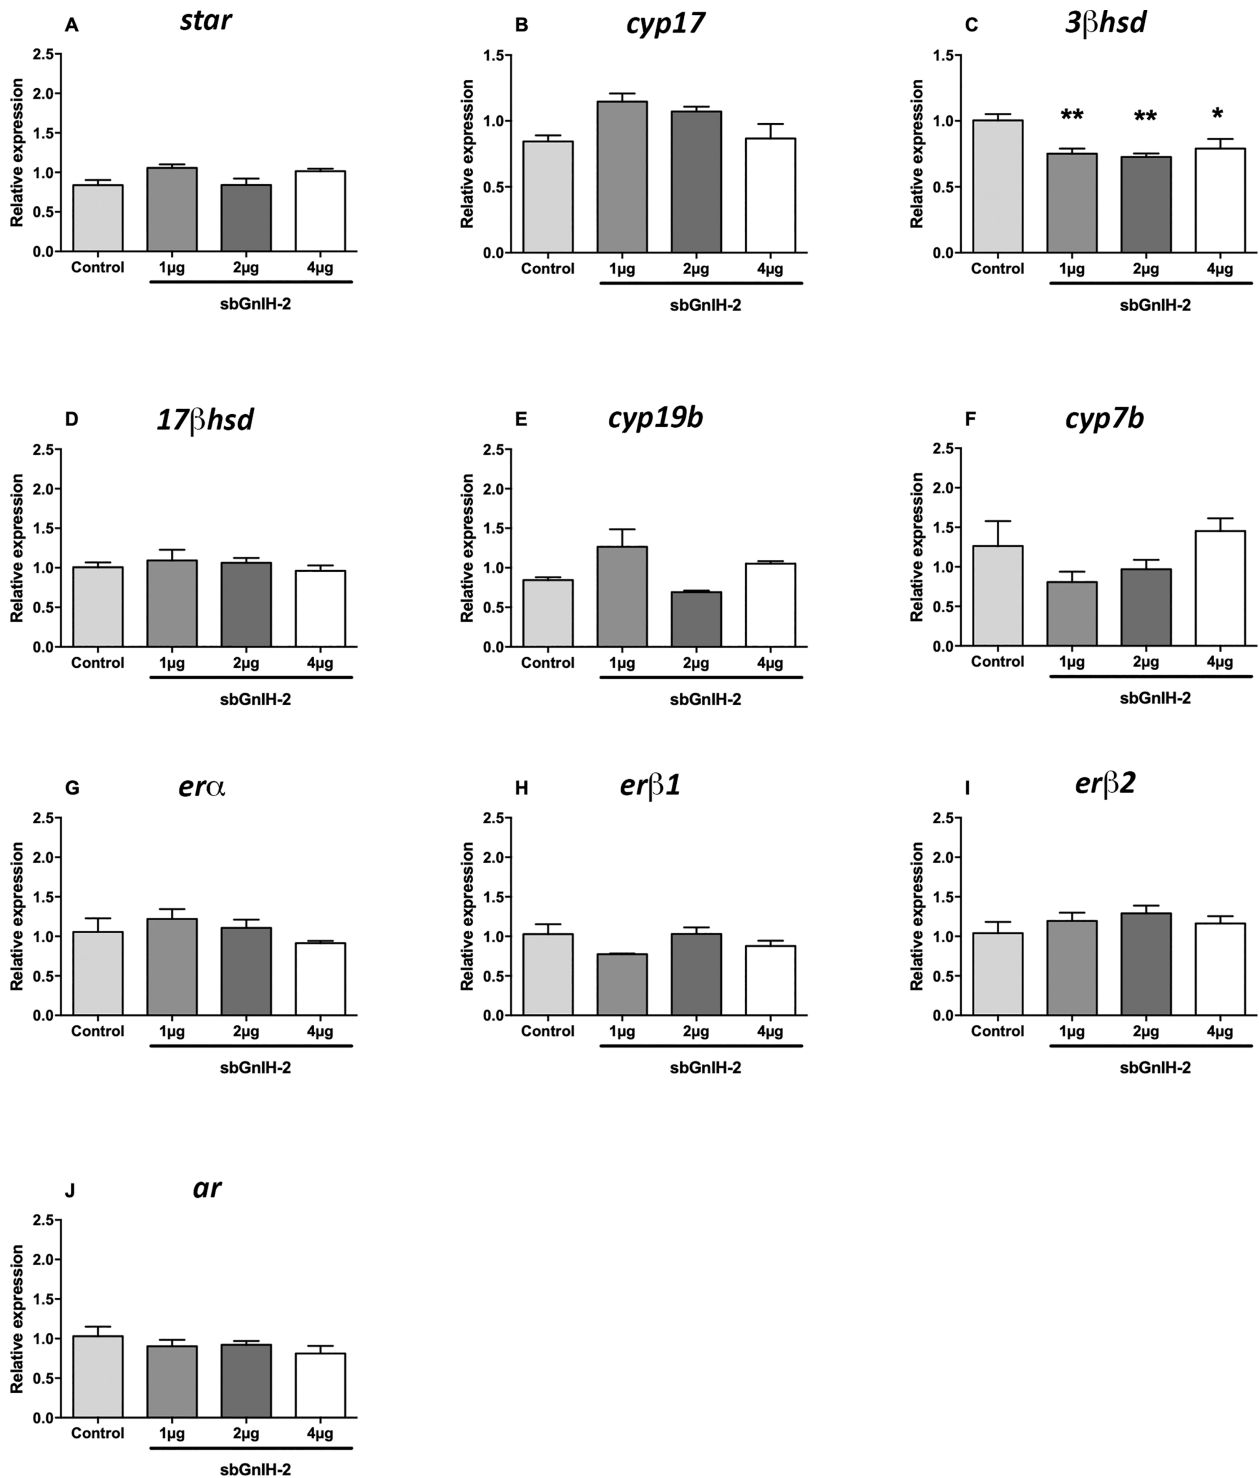 A star
Relative expression
2.5
2.0
1.5
1.0
0.5
0.0
Control 1µg 2µg 4µg
sbGnIH-2
B cyp17
Relative expression
1.5
1.0
0.5
0.0
Control 1µg 2µg 4µg
sbGnIH-2
C 3βhsd
Relative expression
1.5
1.0
0.5
0.0
** ** *
Control 1µg 2µg 4µg
sbGnIH-2
D 17βhsd
Relative expression
2.5
2.0
1.5
1.0
0.5
0.0
Control 1µg 2µg 4µg
sbGnIH-2
E cyp19b
Relative expression
2.5
2.0
1.5
1.0
0.5
0.0
Control 1µg 2µg 4µg
sbGnIH-2
F cyp7b
Relative expression
2.5
2.0
1.5
1.0
0.5
0.0
Control 1µg 2µg 4µg
sbGnIH-2
G erα
Relative expression
2.5
2.0
1.5
1.0
0.5
0.0
Control 1µg 2µg 4µg
sbGnIH-2
H erβ1
Relative expression
2.5
2.0
1.5
1.0
0.5
0.0
Control 1µg 2µg 4µg
sbGnIH-2
I erβ2
Relative expression
2.5
2.0
1.5
1.0
0.5
0.0
Control 1µg 2µg 4µg
sbGnIH-2
J ar
Relative expression
2.5
2.0
1.5
1.0
0.5
0.0
Control 1µg 2µg 4µg
sbGnIH-2